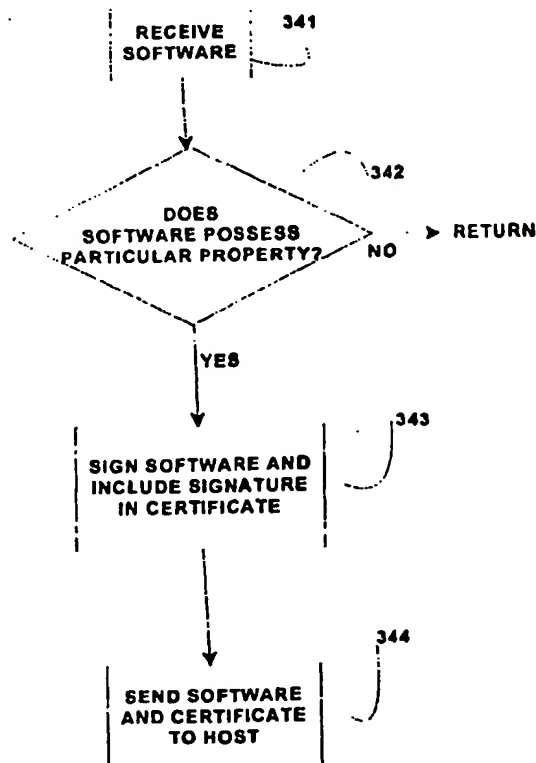 341
RECEIVE
SOFTWARE
342
DOES
SOFTWARE POSSESS
PARTICULAR PROPERTY?
NO
RETURN
YES
343
SIGN SOFTWARE AND
INCLUDE SIGNATURE
IN CERTIFICATE
344
SEND SOFTWARE
AND CERTIFICATE
TO HOST